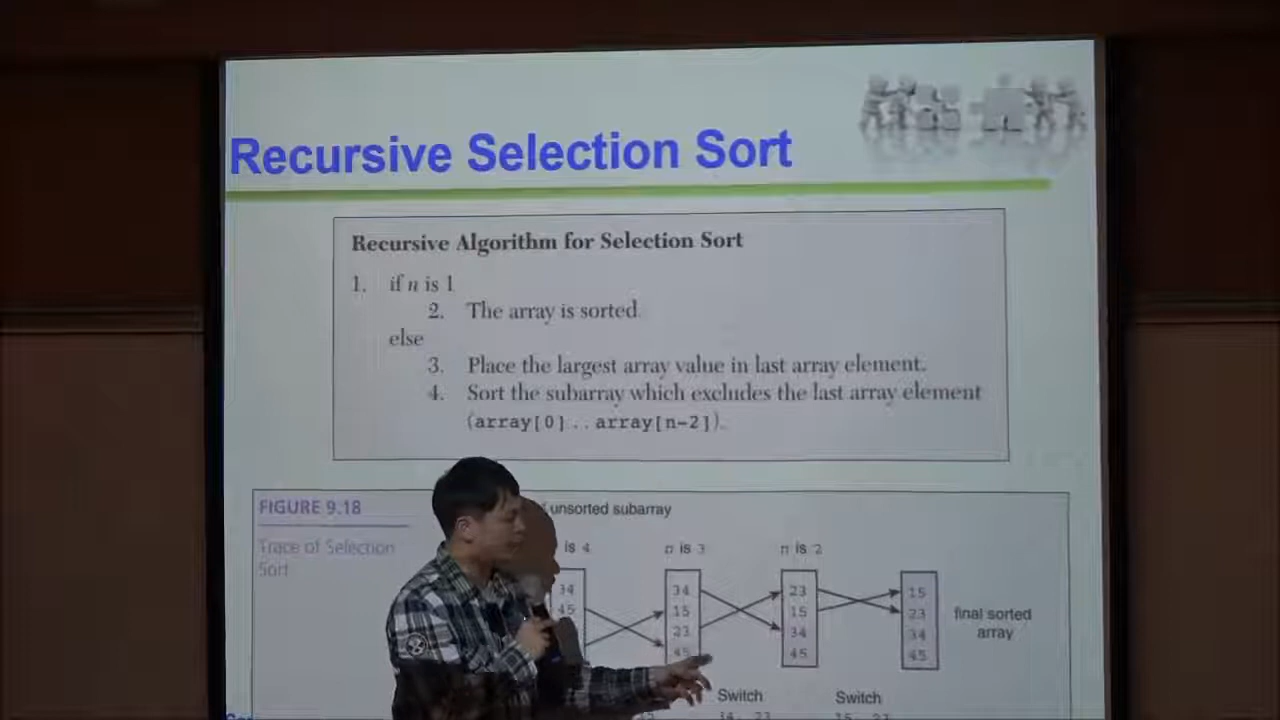 Recursive Selection Sort
Recursive Algorithm for Selection Sort
1. if n is 1
2. The array is sorted.
else
3. Place the largest array value in last array element.
4. Sort the subarray which excludes the last array element
(array[0] . . array[n-2]).
FIGURE 9.18
Trace of Selection
Sort
unsorted subarray
is 4
n is 3
n is 2
34 34 23 15
45 15 15 23
23 34 34
45 45 45
final sorted
array
Switch
Switch